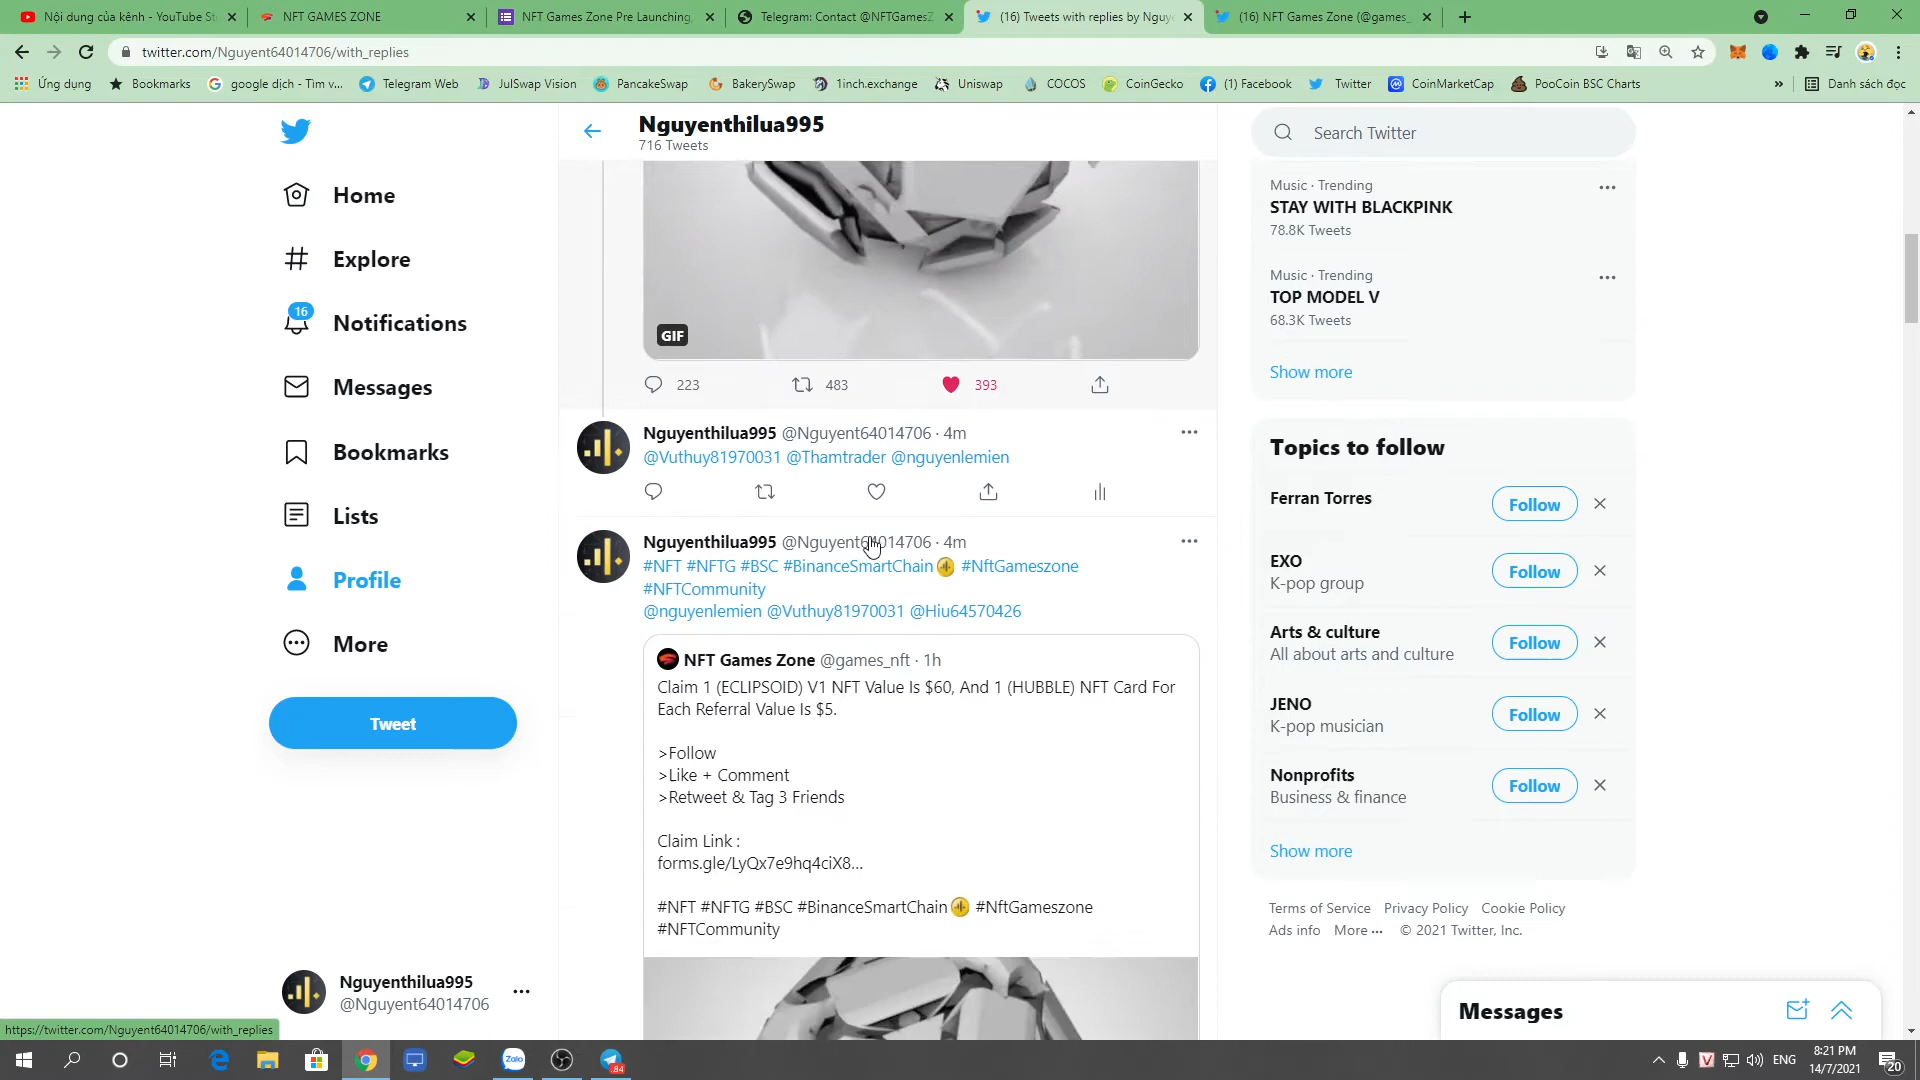 Nội dung của kênh - YouTube St
NFT GAMES ZONE
NFT Games Zone Pre Launching
Telegram: Contact @NFTGamesZ
(16) Tweets with replies by Nguye
(16) NFT Games Zone (@games_
twitter.com/Nguyent64014706/with_replies
Ứng dụng
Bookmarks
google dịch - Tìm v...
Telegram Web
JulSwap Vision
PancakeSwap
BakerySwap
1inch.exchange
Uniswap
COCOS
CoinGecko
(1) Facebook
Twitter
CoinMarketCap
PooCoin BSC Charts
»
Danh sách đọc
Home
Explore
16
Notifications
Messages
Bookmarks
Lists
Profile
More
Tweet
Nguyenthilua995
@Nguyent64014706
https://twitter.com/Nguyent64014706/with_replies
Nguyenthilua995
716 Tweets
GIF
223
483
393
Nguyenthilua995 @Nguyent64014706 · 4m
@Vuthuy81970031 @Thamtrader @nguyenlemien
Nguyenthilua995 @Nguyent64014706 · 4m
#NFT #NFTG #BSC #BinanceSmartChain #NftGameszone
#NFTCommunity
@nguyenlemien @Vuthuy81970031 @Hiu64570426
NFT Games Zone @games_nft · 1h
Claim 1 (ECLIPSOID) V1 NFT Value Is $60, And 1 (HUBBLE) NFT Card For
Each Referral Value Is $5.
>Follow
>Like + Comment
>Retweet & Tag 3 Friends
Claim Link :
forms.gle/LyQx7e9hq4ciX8...
#NFT #NFTG #BSC #BinanceSmartChain #NftGameszone
#NFTCommunity
Search Twitter
Music · Trending
STAY WITH BLACKPINK
78.8K Tweets
Music · Trending
TOP MODEL V
68.3K Tweets
Show more
Topics to follow
Ferran Torres
Follow
EXO
K-pop group
Follow
Arts & culture
All about arts and culture
Follow
JENO
K-pop musician
Follow
Nonprofits
Business & finance
Follow
Show more
Terms of Service Privacy Policy Cookie Policy
Ads info More ··· © 2021 Twitter, Inc.
Messages
Zalo
84
V
ENG
8:21 PM
14/7/2021
20